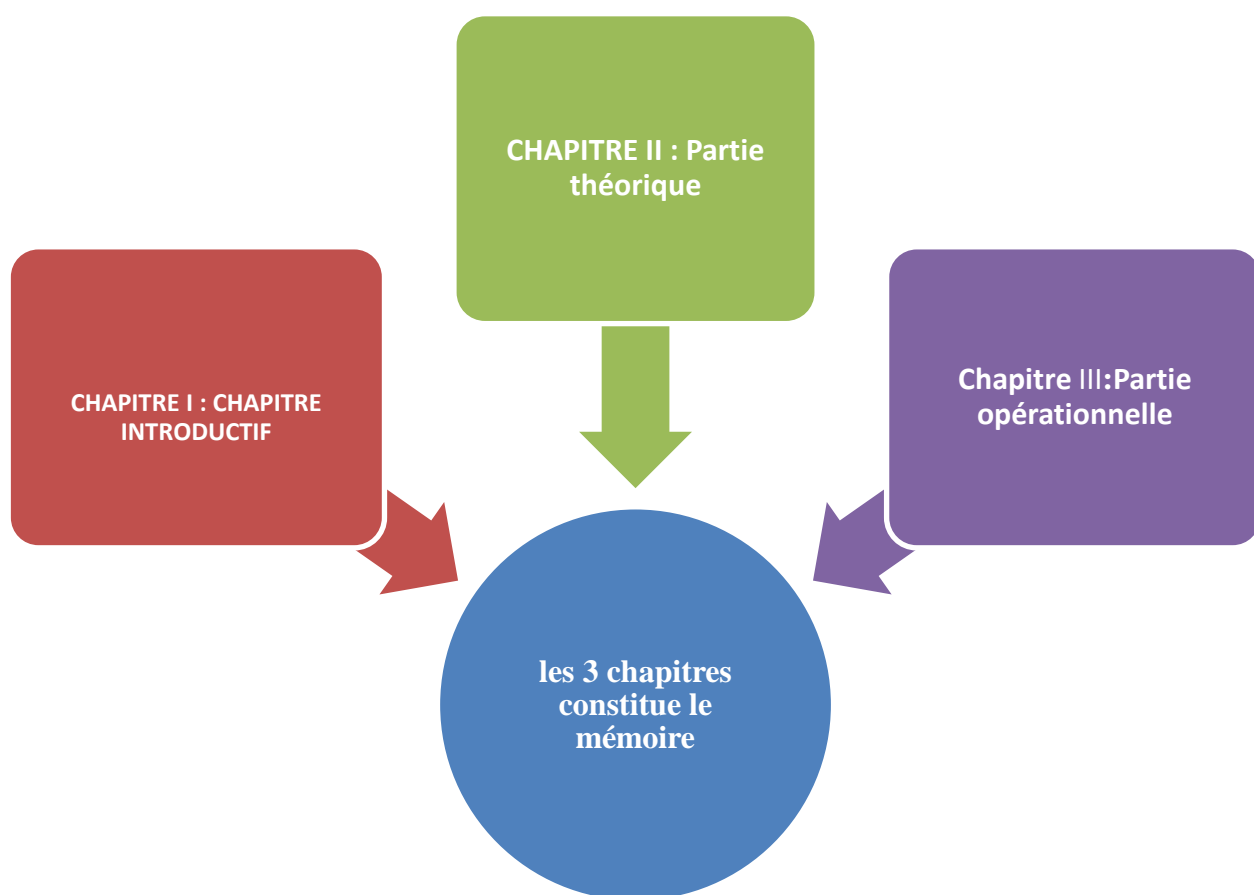 CHAPITRE II : Partie
théorique
CHAPITRE I : CHAPITRE
INTRODUCTIF
Chapitre III:Partie
opérationnelle
les 3 chapitres
constitue le
mémoire